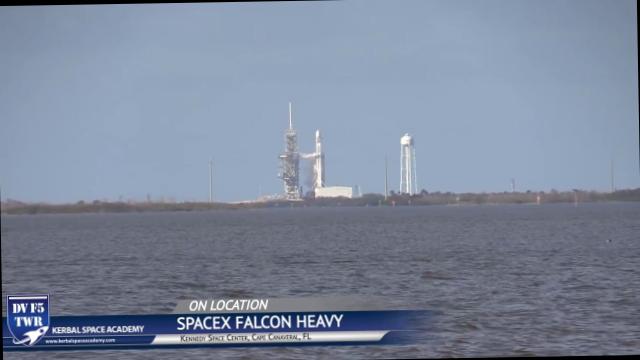 ON LOCATION
DV F5
TWR
KERBAL SPACE ACADEMY
SPACEX FALCON HEAVY
www.kerbalspaceacademy.com
KENNEDY SPACE CENTER, CAPE CANAVERAL, FL